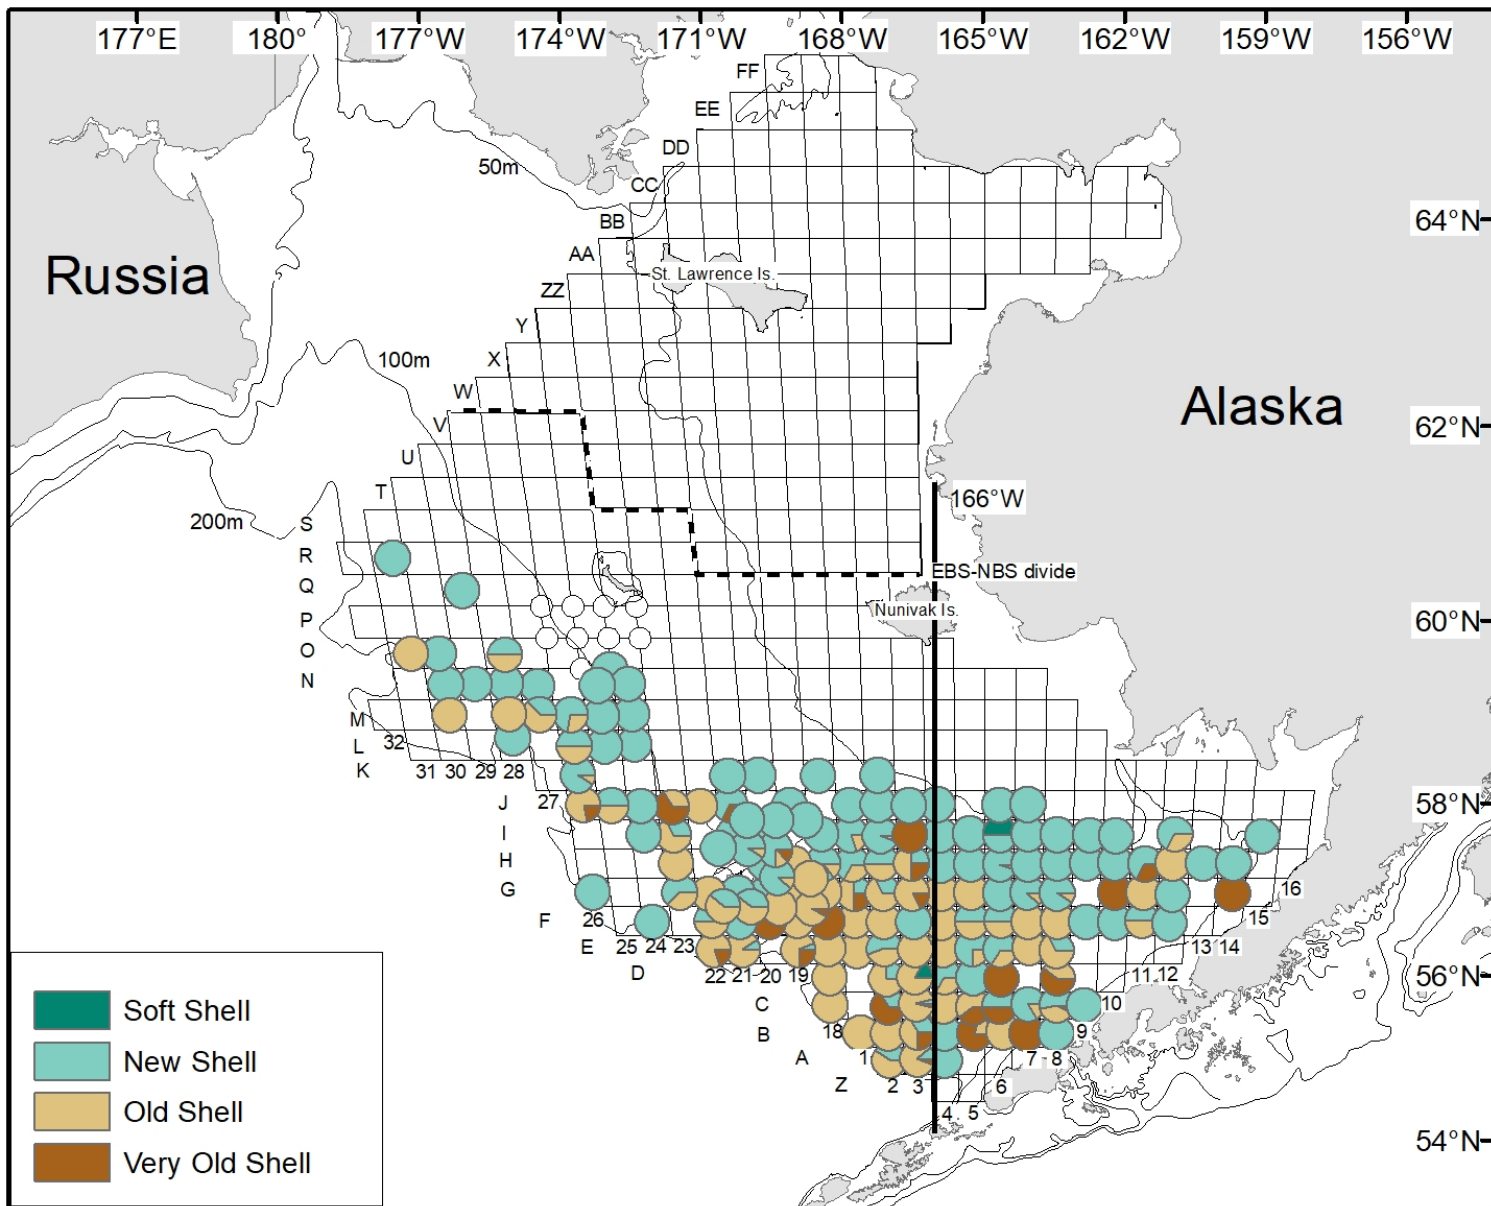 177°E 180° 177°W 174°W 171°W 168°W 165°W 162°W 159°W 156°W
FF
EE
DD
50m
CC
64°N
BB
AA
Russia
St. Lawrence Is.
ZZ
Y
100m
X
W
Alaska
V
62°N
U
T
166°W
200m
S
R
EBS-NBS divide
Q
Nunivak Is.
P
60°N
O
N
M
32
L
K
31 30 29 28
J
27
58°N
I
H
G
16
F
26
15
E
25 24 23
13 14
D
22 21 20 19
11 12
56°N
C
10
B
18
9
A
1
7 8
Z
2 3
6
4 5
54°N
Soft Shell
New Shell
Old Shell
Very Old Shell